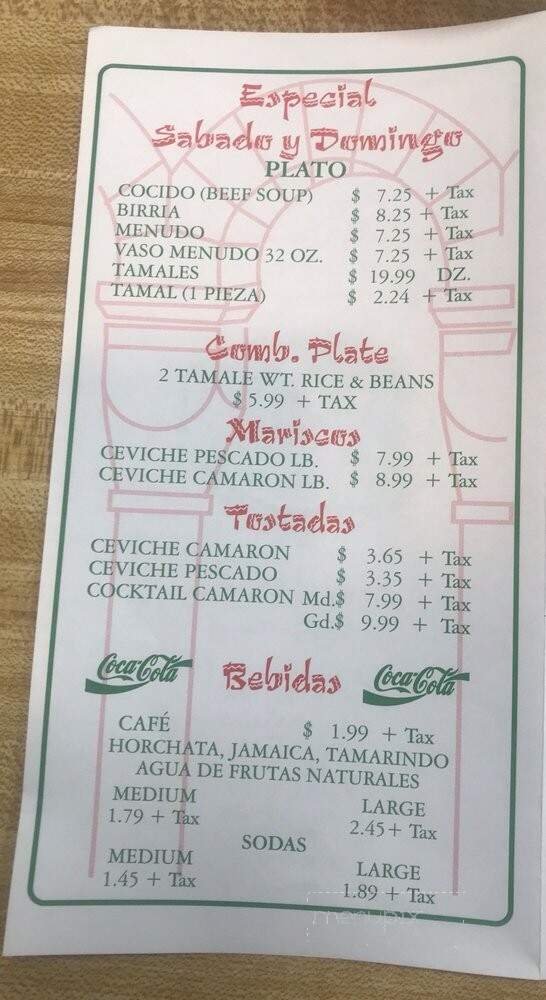 Especial
Sabado y Domingo
PLATO
COCIDO (BEEF SOUP) $ 7.25 + Tax
BIRRIA $ 8.25 + Tax
MENUDO $ 7.25 + Tax
VASO MENUDO 32 OZ. $ 7.25 + Tax
TAMALES $ 19.99 DZ.
TAMAL (1 PIEZA) $ 2.24 + Tax
Comb. Plate
2 TAMALE WT. RICE & BEANS
$ 5.99 + TAX
Mariscos
CEVICHE PESCADO LB. $ 7.99 + Tax
CEVICHE CAMARON LB. $ 8.99 + Tax
Tostadas
CEVICHE CAMARON $ 3.65 + Tax
CEVICHE PESCADO $ 3.35 + Tax
COCKTAIL CAMARON Md.$ 7.99 + Tax
Gd.$ 9.99 + Tax
Coca-Cola Bebidas Coca-Cola
CAFÉ $ 1.99 + Tax
HORCHATA, JAMAICA, TAMARINDO
AGUA DE FRUTAS NATURALES
MEDIUM LARGE
1.79 + Tax 2.45+ Tax
SODAS
MEDIUM LARGE
1.45 + Tax 1.89 + Tax
menupix